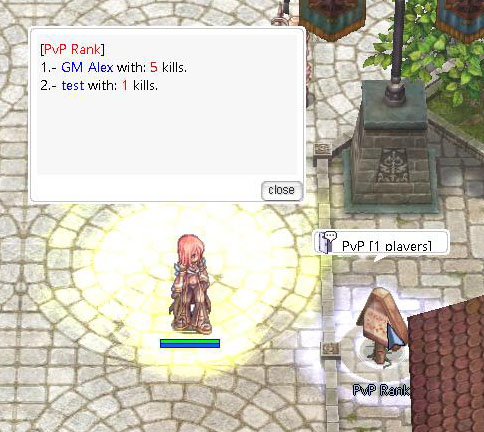 [PvP Rank]
1.- GM Alex with: 5 kills.
2.- test with: 1 kills.
close
PvP [1 players]
PvP Rank